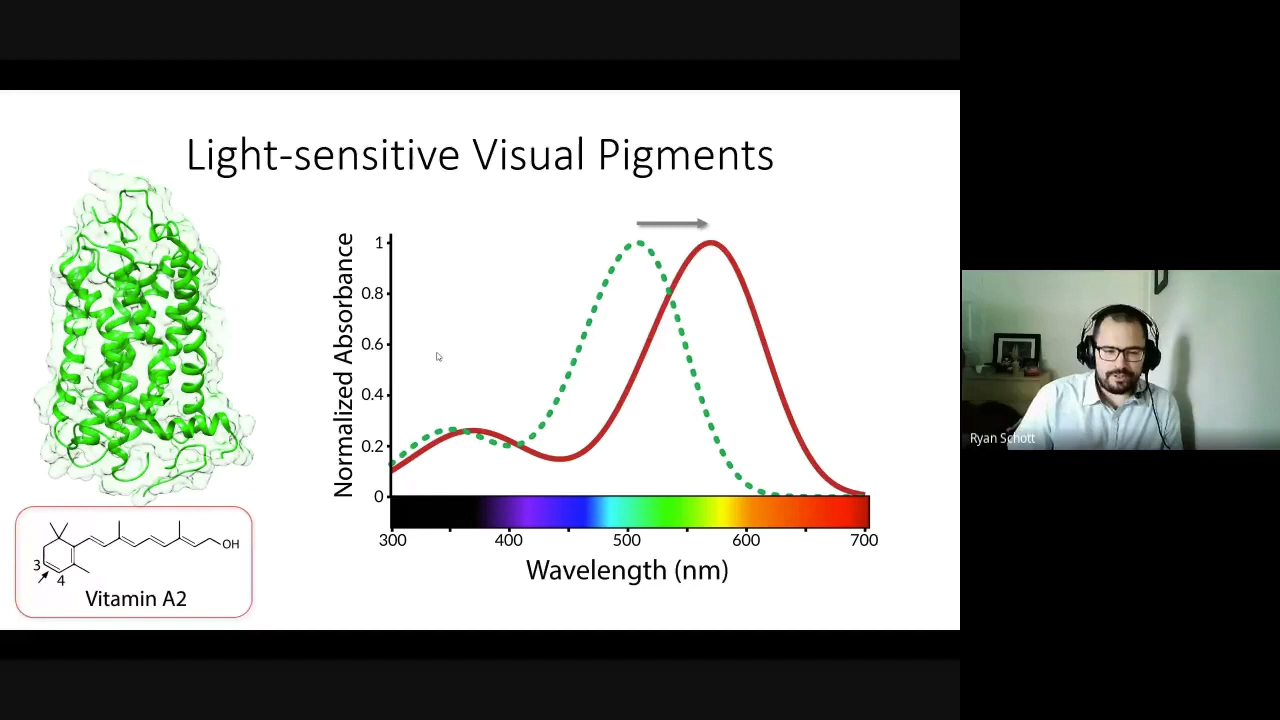 Light-sensitive Visual Pigments
Normalized Absorbance
1
0.8
0.6
0.4
0.2
0
300 400 500 600 700
Wavelength (nm)
OH
3
4
Vitamin A2
Ryan Schott